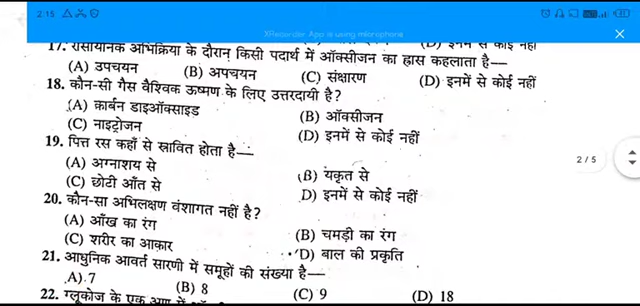 2:15
XRecorder App is using microphone
17. रासायनिक अभिक्रिया के दौरान किसी पदार्थ में ऑक्सीजन का ह्रास कहलाता है—
(D) इनमें से कोई नहीं
(A) उपचयन (B) अपचयन (C) संक्षारण (D) इनमें से कोई नहीं
18. कौन-सी गैस वैश्विक ऊष्मण के लिए उत्तरदायी है?
(A) क़ार्बन डाइऑक्साइड (B) ऑक्सीजन
(C) नाइट्रोजन (D) इनमें से कोई नहीं
19. पित्त रस कहाँ से स्रावित होता है—
2/5
(A) अग्नाशय से (B) यकृत से
(C) छोटी आँत से D) इनमें से कोई नहीं
20. कौन-सा अभिलक्षण वंशागत नहीं है?
(A) आँख का रंग (B) चमड़ी का रंग
(C) शरीर का आकार D) बाल की प्रकृति
21. आधुनिक आवर्त सारणी में समूहों की संख्या है—
A) 7 (B) 8 (C) 9 (D) 18
22. ग्लूकोज के एक अणु में